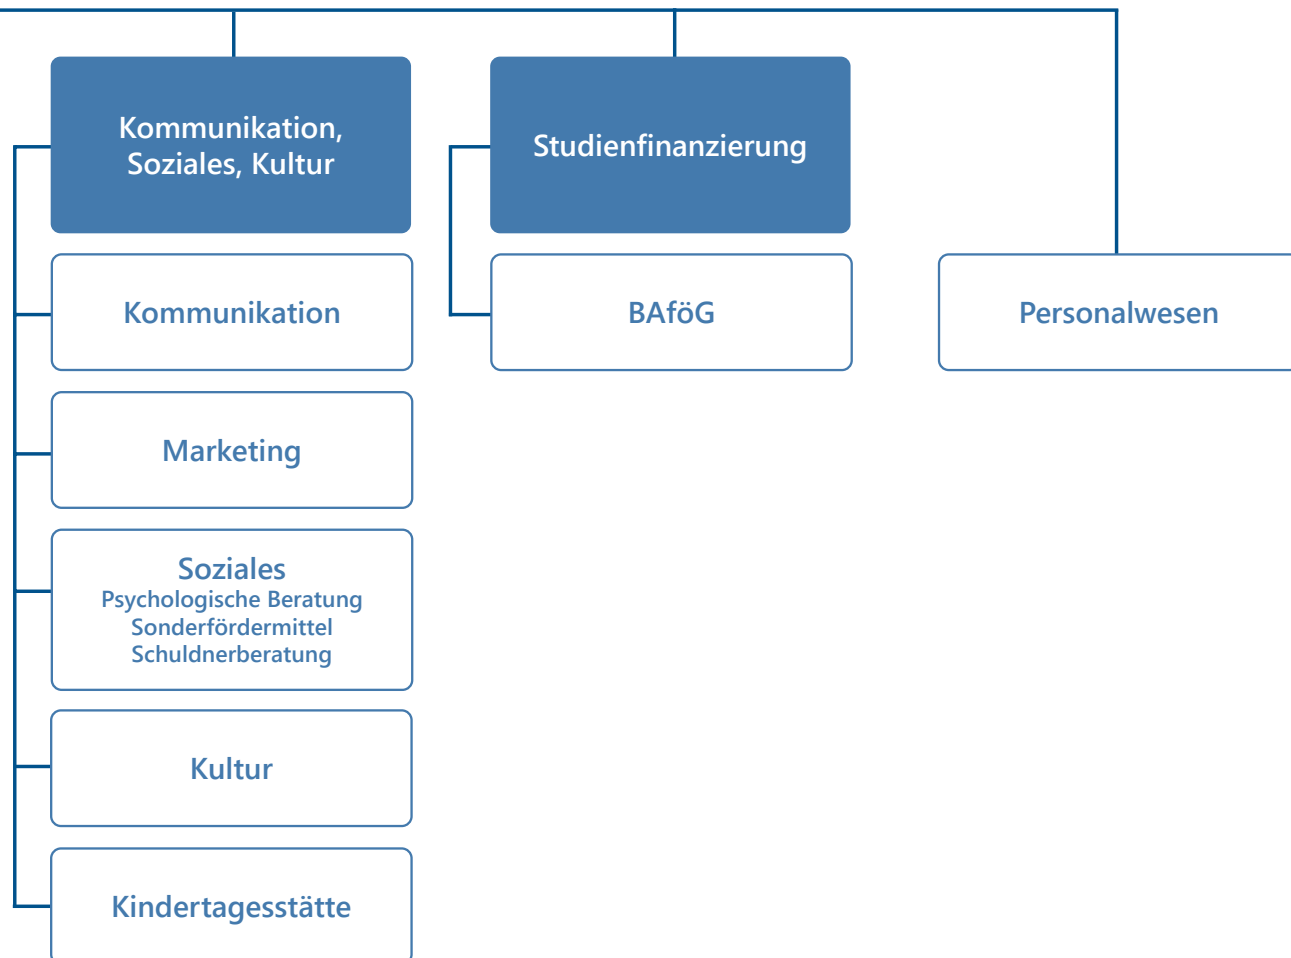 Kommunikation,
Soziales, Kultur
Studienfinanzierung
Kommunikation
BAföG
Personalwesen
Marketing
Soziales
Psychologische Beratung
Sonderfördermittel
Schuldnerberatung
Kultur
Kindertagesstätte